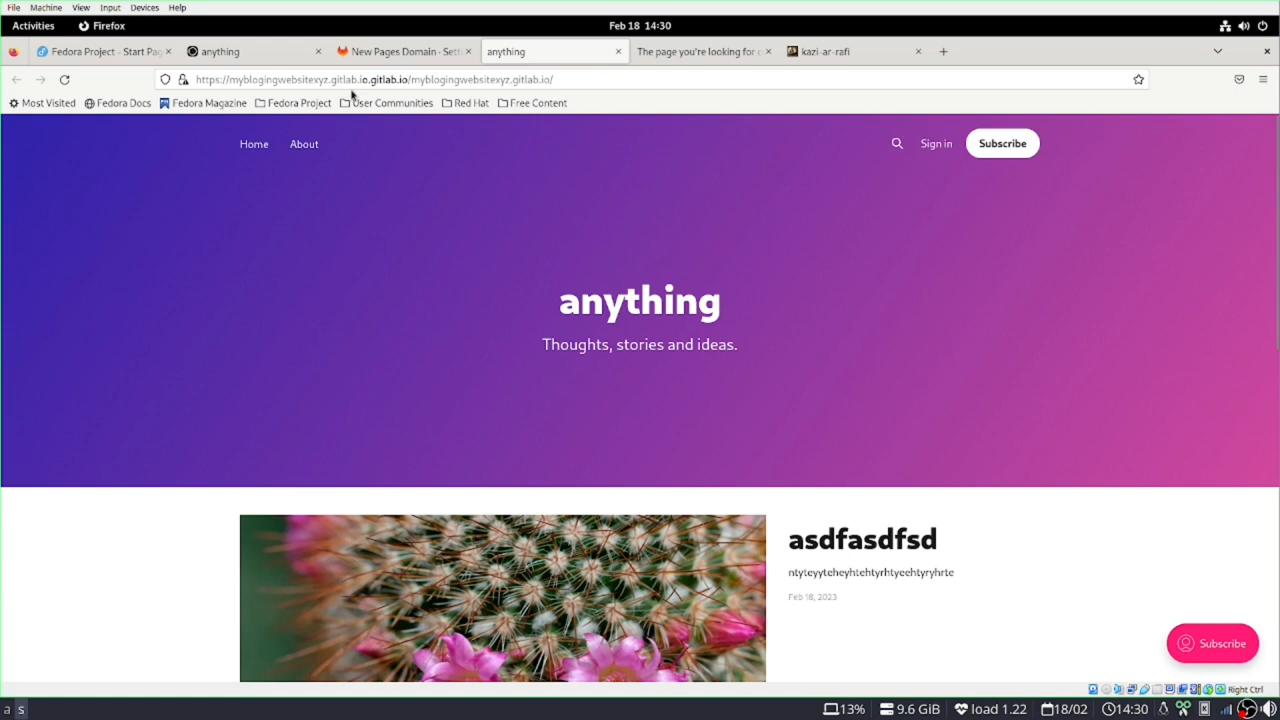 File Machine View Input Devices Help
Activities Firefox Feb 18 14:30
Fedora Project - Start Pag × anything × New Pages Domain · Sett × anything × The page you're looking for c × kazi-ar-rafi × +
https://myblogingwebsitexyz.gitlab.io.gitlab.io/myblogingwebsitexyz.gitlab.io/
Most Visited Fedora Docs Fedora Magazine Fedora Project User Communities Red Hat Free Content
Home About Sign in Subscribe
anything
Thoughts, stories and ideas.
asdfasdfsd
ntyteyyteheyhtehtyrhtyeehtyryhrte
Feb 18, 2023
Subscribe
Right Ctrl
a s 13% 9.6 GiB load 1.22 18/02 14:30